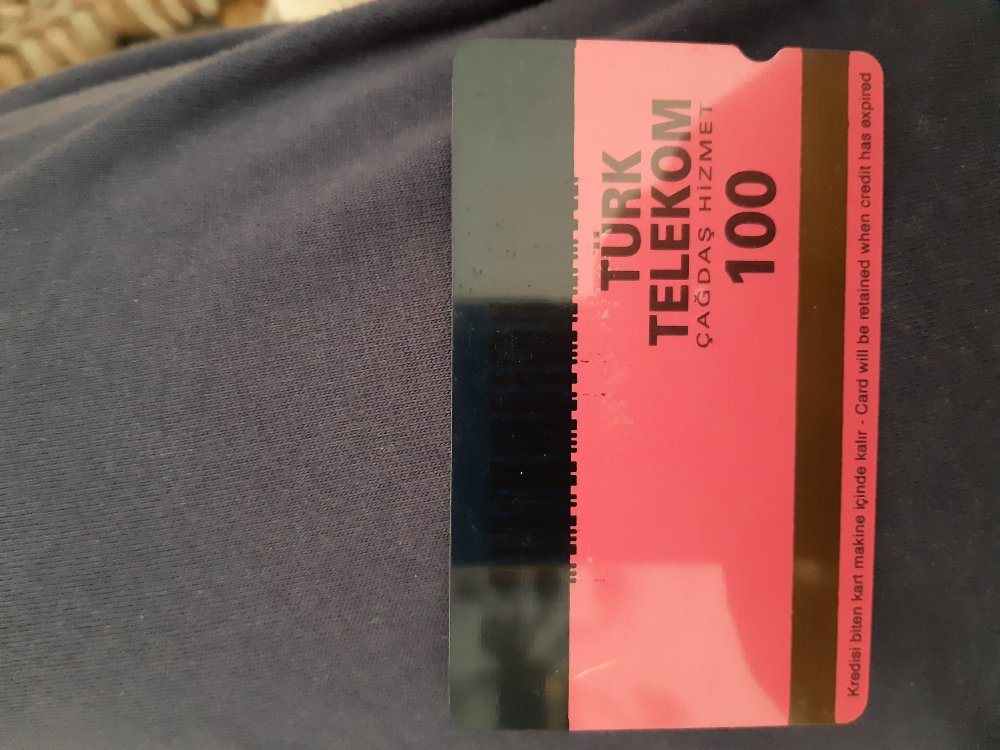 TÜRK
TELEKOM
ÇAĞDAŞ HİZMET
100
Kredisi biten kart makine içinde kalır - Card will be retained when credit has expired